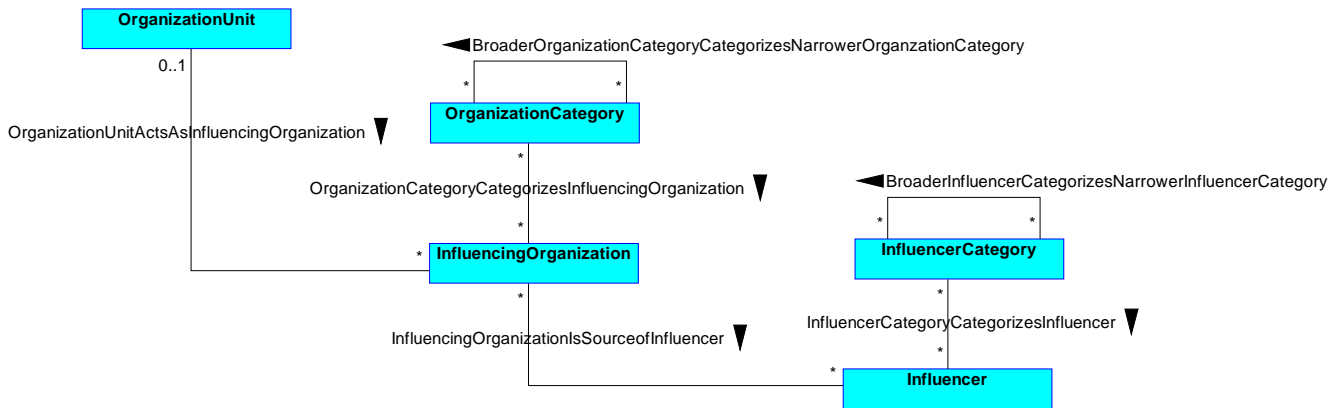 OrganizationUnit
0..1
BroaderOrganizationCategoryCategorizesNarrowerOrganzationCategory
* *
OrganizationCategory
OrganizationUnitActsAsInfluencingOrganization
*
OrganizationCategoryCategorizesInfluencingOrganization
BroaderInfluencerCategorizesNarrowerInfluencerCategory
* *
*
InfluencingOrganization
InfluencerCategory
*
*
*
InfluencerCategoryCategorizesInfluencer
InfluencingOrganizationIsSourceofInfluencer
*
*
Influencer